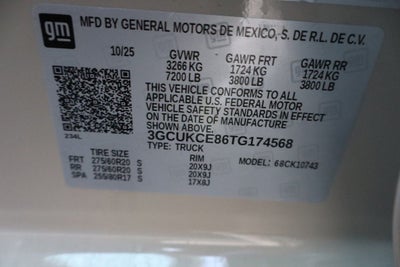 gm
MFD BY GENERAL MOTORS DE MEXICO, S. DE R.L. DE C.V.
10/25 GVWR GAWR FRT GAWR RR
3266 KG 1724 KG 1724 KG
7200 LB 3800 LB 3800 LB
THIS VEHICLE CONFORMS TO ALL
APPLICABLE U.S. FEDERAL MOTOR
VEHICLE SAFETY STANDARDS IN EFFECT
ON THE DATE OF MANUFACTURE
SHOWN ABOVE.
3GCUKCE86TG174568
234L TYPE: TRUCK MODEL: 68CK10743
TIRE SIZE RIM
FRT 275/60R20 S 20X9J
RR 275/60R20 S 20X9J
SPA 255/80R17 S 17X8J